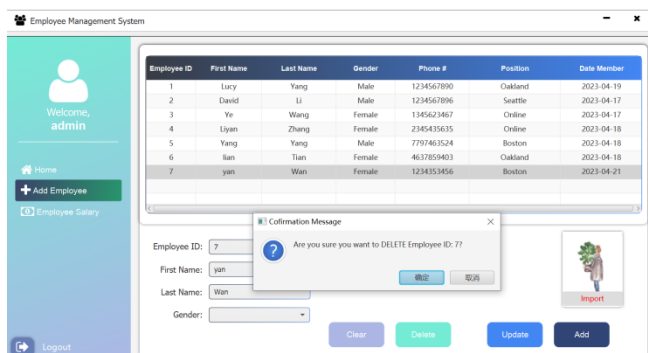 Employee Management System
Welcome,
admin
Home
Add Employee
Employee Salary
Logout
Employee ID First Name Last Name Gender Phone # Position Date Member
1 Lucy Yang Male 1234567890 Oakland 2023-04-19
2 David Li Male 1234567896 Seattle 2023-04-17
3 Ye Wang Female 1345623467 Online 2023-04-17
4 Liyan Zhang Female 2345435635 Online 2023-04-18
5 Yang Yang Male 7797463524 Boston 2023-04-18
6 lian Tian Female 4637859403 Oakland 2023-04-18
7 yan Wan Female 1234353456 Boston 2023-04-21
Cofirmation Message
Are you sure you want to DELETE Employee ID: 7?
确定 取消
Employee ID: 7
First Name: yan
Last Name: Wan
Gender:
Import
Clear Delete Update Add